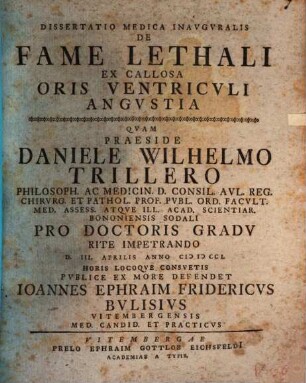 DISSERTATIO MEDICA INAVGVRALIS
DE
FAME LETHALI
EX CALLOSA
ORIS VENTRICVLI
ANGVSTIA
QVAM
PRAESIDE
DANIELE WILHELMO
TRILLERO
PHILOSOPH. AC MEDICIN. D. CONSIL. AVL. REG.
CHIRVRG. ET PATHOL. PROF. PVBL. ORD. FACVLT.
MED. ASSESS. ATQVE ILL. ACAD. SCIENTIAR.
BONONIENSIS SODALI
PRO DOCTORIS GRADV
RITE IMPETRANDO
D. III. APRILIS ANNO CIↃ IↃ CCL
HORIS LOCOQVE CONSVETIS
PVBLICE EX MORE DEFENDET
IOANNES EPHRAIM FRIDERICVS
BVLISIVS
VITEMBERGENSIS
MED. CANDID. ET PRACTICVS
VITEMBERGAE
PRELO EPHRAIM GOTTLOB EICHSFELDI
ACADEMIAE A TYPIS.